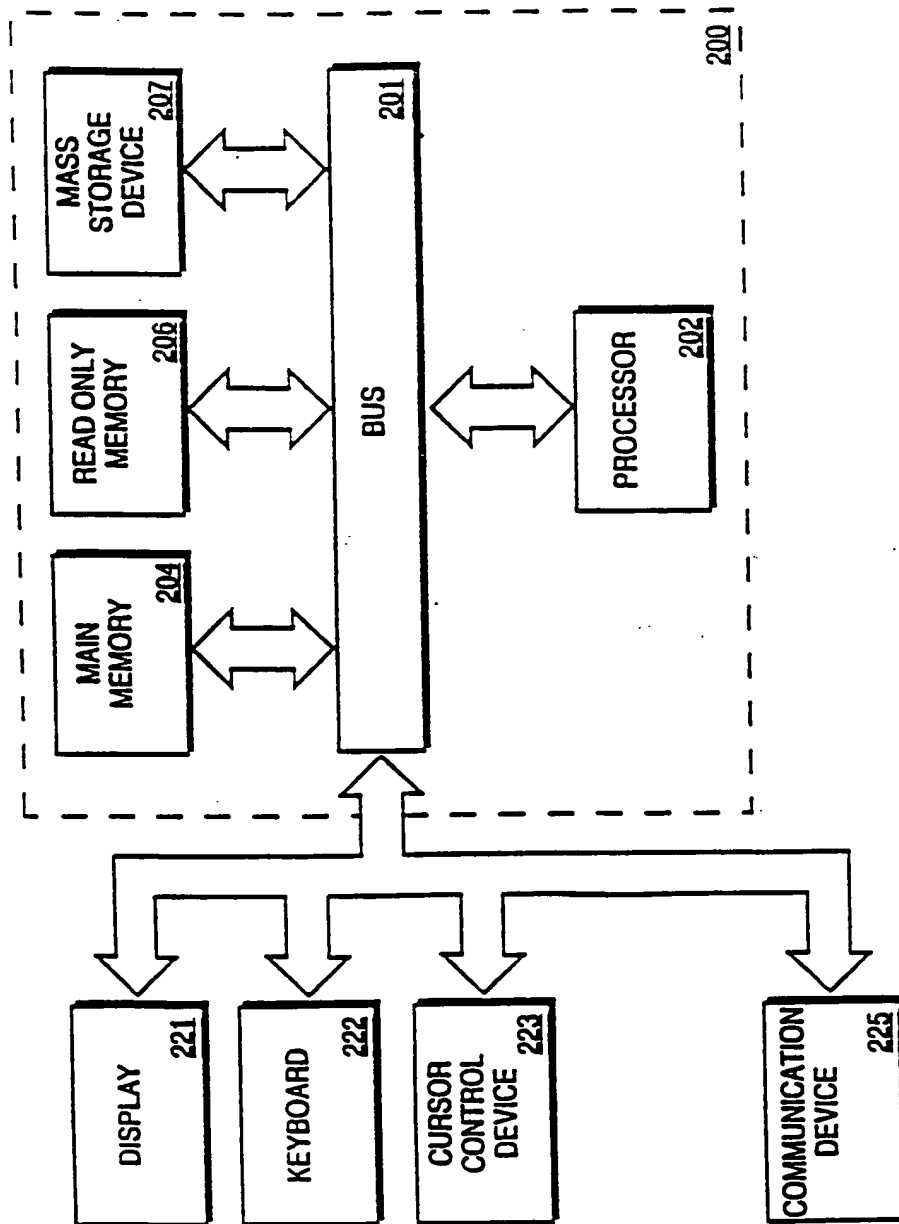 DISPLAY
221
KEYBOARD
222
CURSOR
CONTROL
DEVICE
223
COMMUNICATION
DEVICE
225
MAIN
MEMORY
204
READ ONLY
MEMORY
206
MASS
STORAGE
DEVICE
207
BUS
201
PROCESSOR
202
200